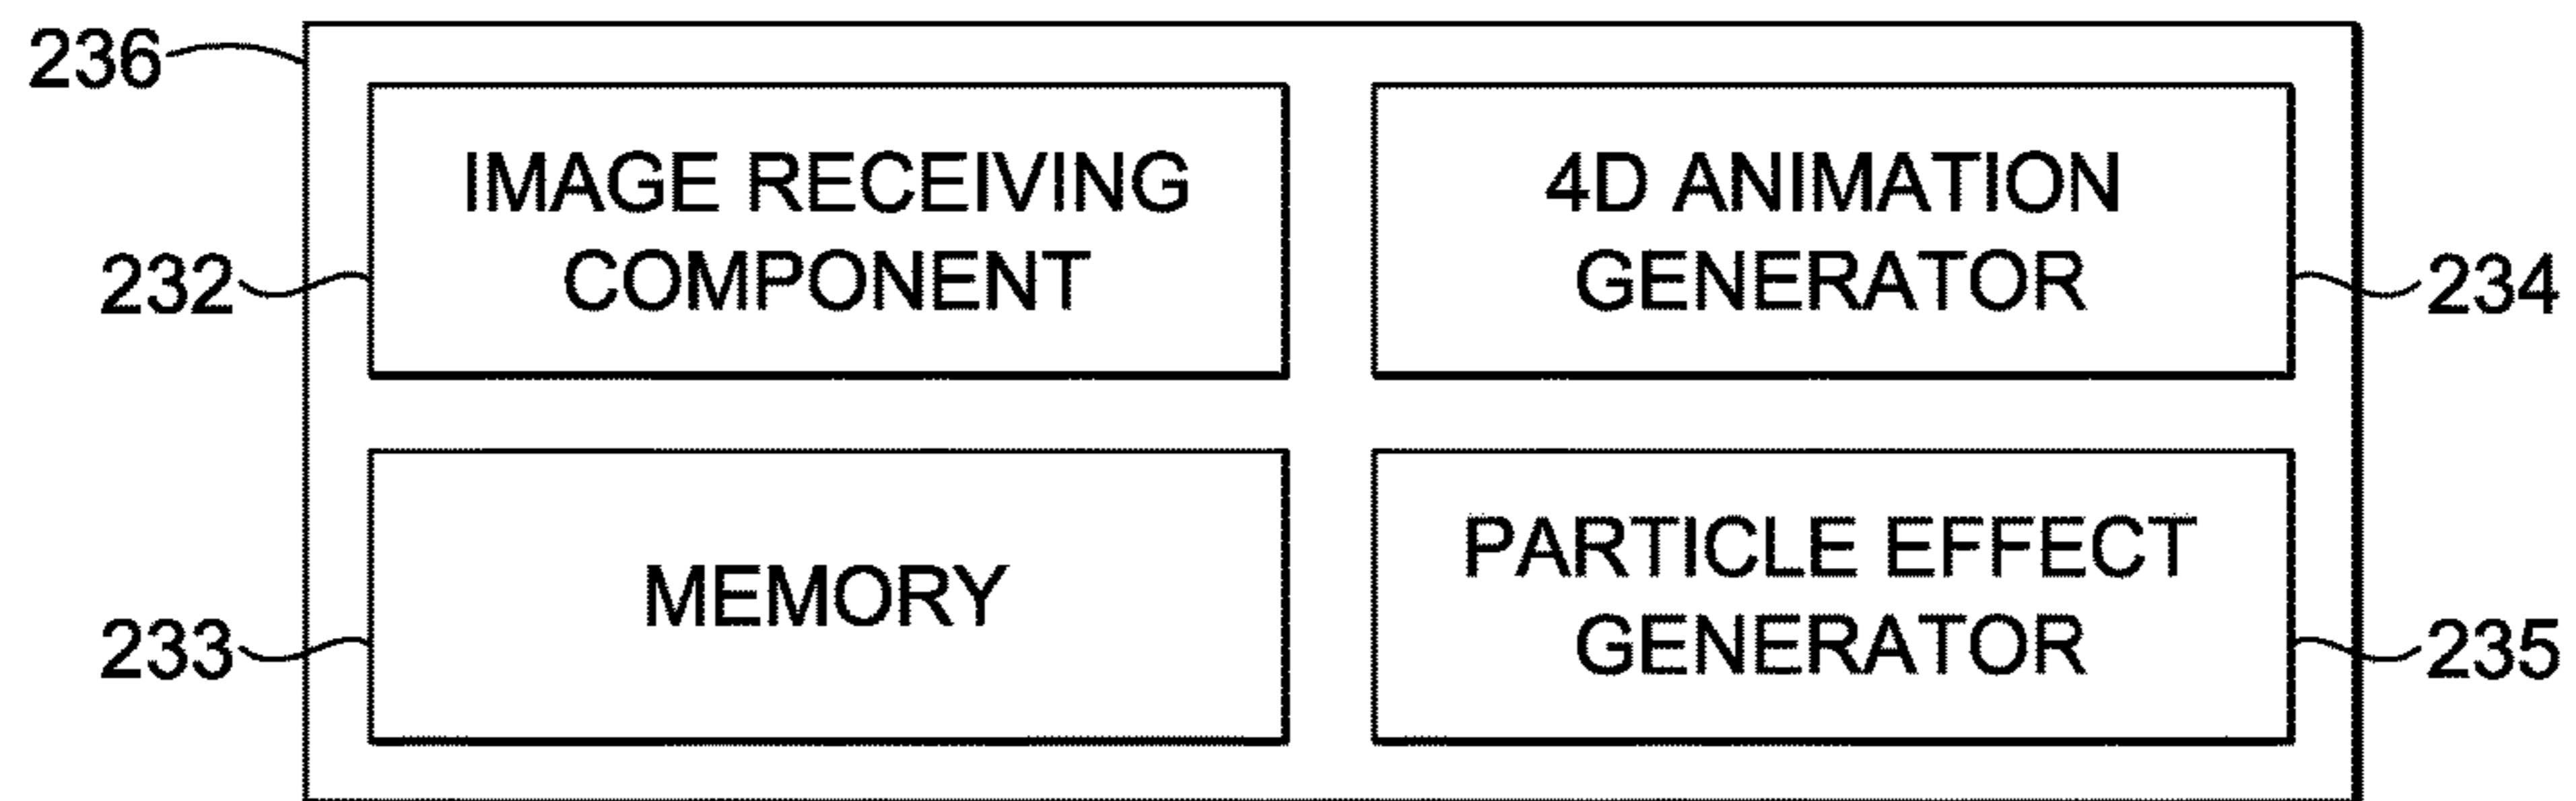 236
IMAGE RECEIVING
COMPONENT
232
4D ANIMATION
GENERATOR
234
MEMORY
233
PARTICLE EFFECT
GENERATOR
235